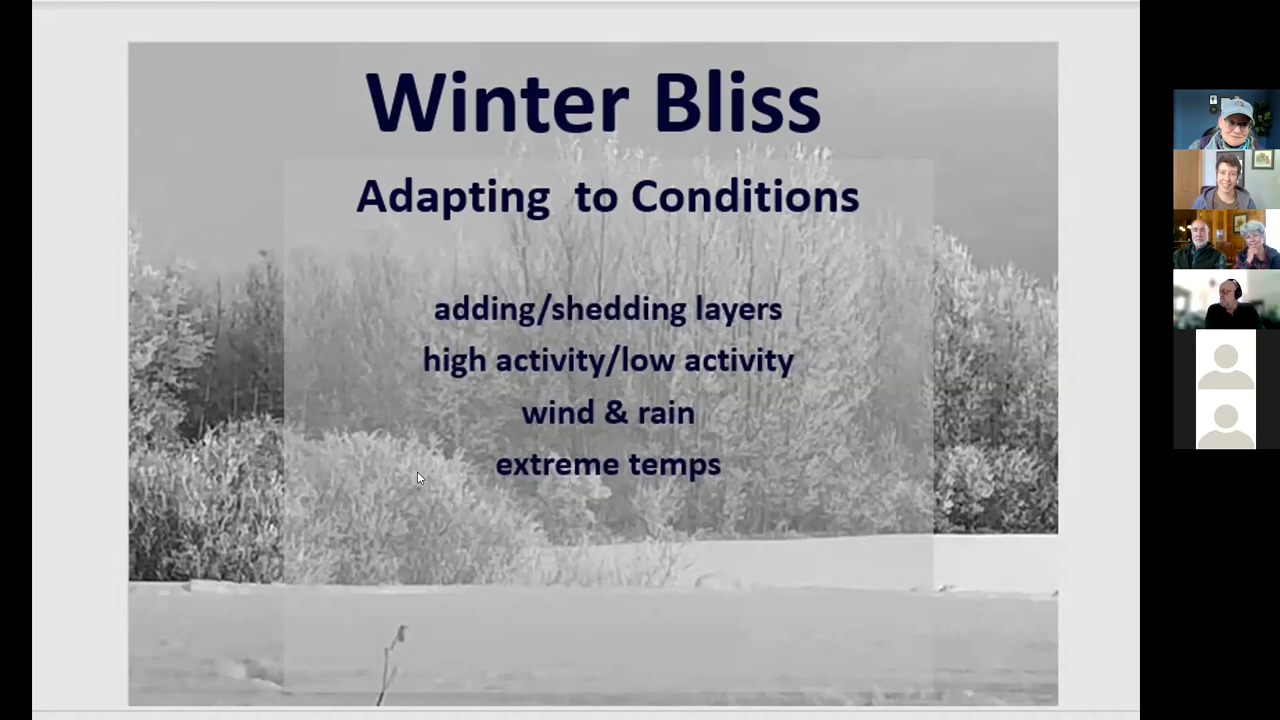 Winter Bliss
Adapting  to Conditions
adding/shedding layers
high activity/low activity
wind & rain
extreme temps